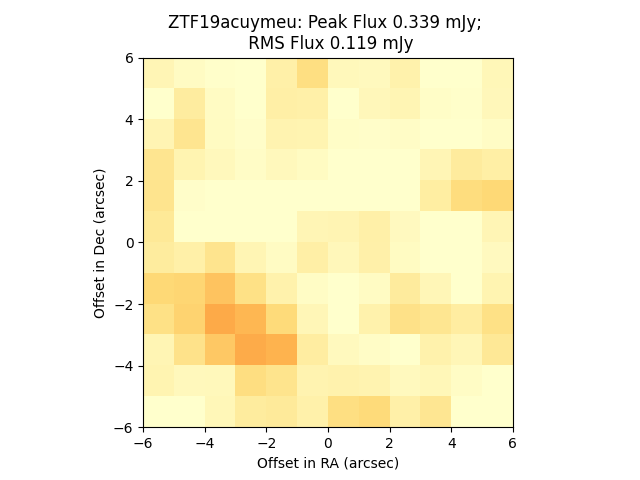 ZTF19acuymeu: Peak Flux 0.339 mJy;
RMS Flux 0.119 mJy
6
4
2
0
−2
−4
−6
Offset in Dec (arcsec)
−6 −4 −2 0 2 4 6
Offset in RA (arcsec)